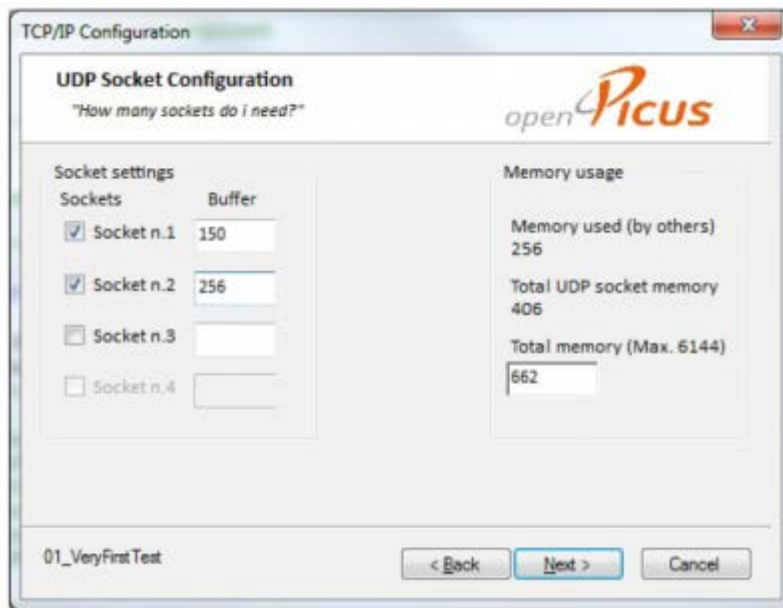 TCP/IP Configuration
UDP Socket Configuration
"How many sockets do i need?"
openPicus
Socket settings
Sockets Buffer
Socket n.1 150
Socket n.2 256
Socket n.3
Socket n.4
Memory usage
Memory used (by others)
256
Total UDP socket memory
406
Total memory (Max. 6144)
662
01_VeryFirstTest
< Back
Next >
Cancel